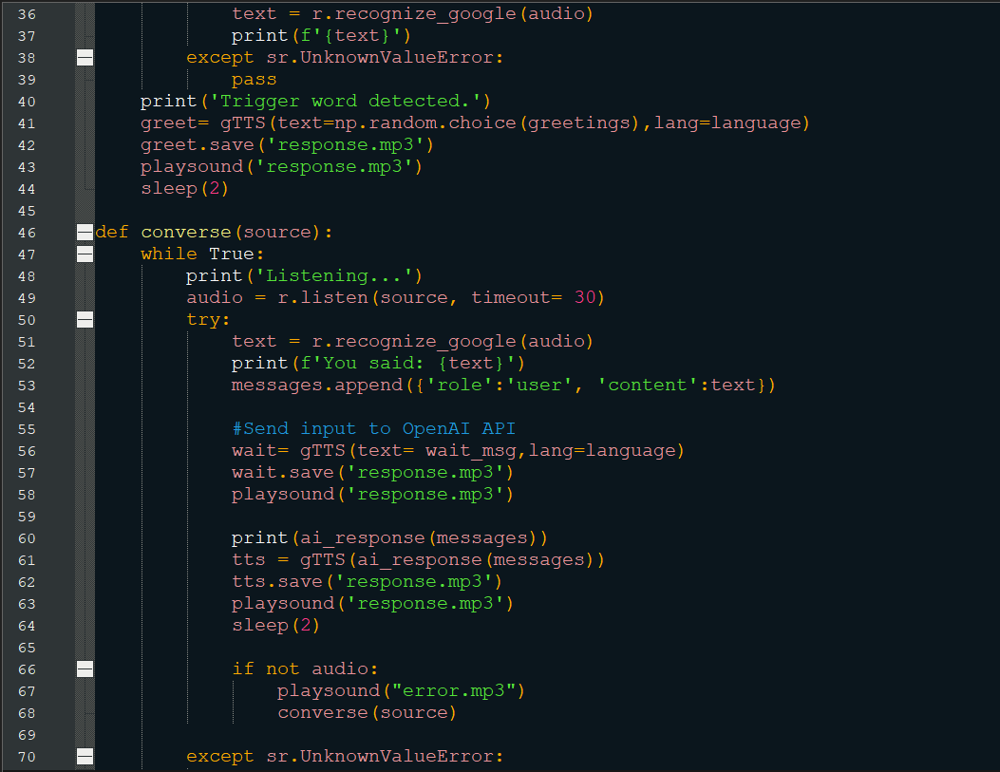 36 text = r.recognize_google(audio)
37 print(f'{text}')
38 except sr.UnknownValueError:
39 pass
40 print('Trigger word detected.')
41 greet= gTTS(text=np.random.choice(greetings),lang=language)
42 greet.save('response.mp3')
43 playsound('response.mp3')
44 sleep(2)
45
46 def converse(source):
47 while True:
48 print('Listening...')
49 audio = r.listen(source, timeout= 30)
50 try:
51 text = r.recognize_google(audio)
52 print(f'You said: {text}')
53 messages.append({'role':'user', 'content':text})
54
55 #Send input to OpenAI API
56 wait= gTTS(text= wait_msg,lang=language)
57 wait.save('response.mp3')
58 playsound('response.mp3')
59
60 print(ai_response(messages))
61 tts = gTTS(ai_response(messages))
62 tts.save('response.mp3')
63 playsound('response.mp3')
64 sleep(2)
65
66 if not audio:
67 playsound("error.mp3")
68 converse(source)
69
70 except sr.UnknownValueError: